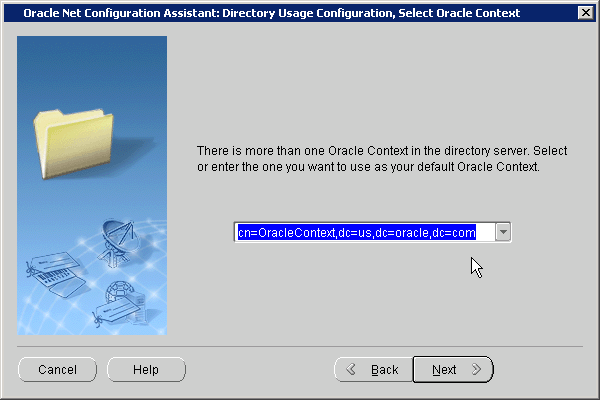 Oracle Net Configuration Assistant: Directory Usage Configuration, Select Oracle Context
There is more than one Oracle Context in the directory server. Select
or enter the one you want to use as your default Oracle Context.
cn=OracleContext,dc=us,dc=oracle,dc=com
Cancel
Help
Back
Next